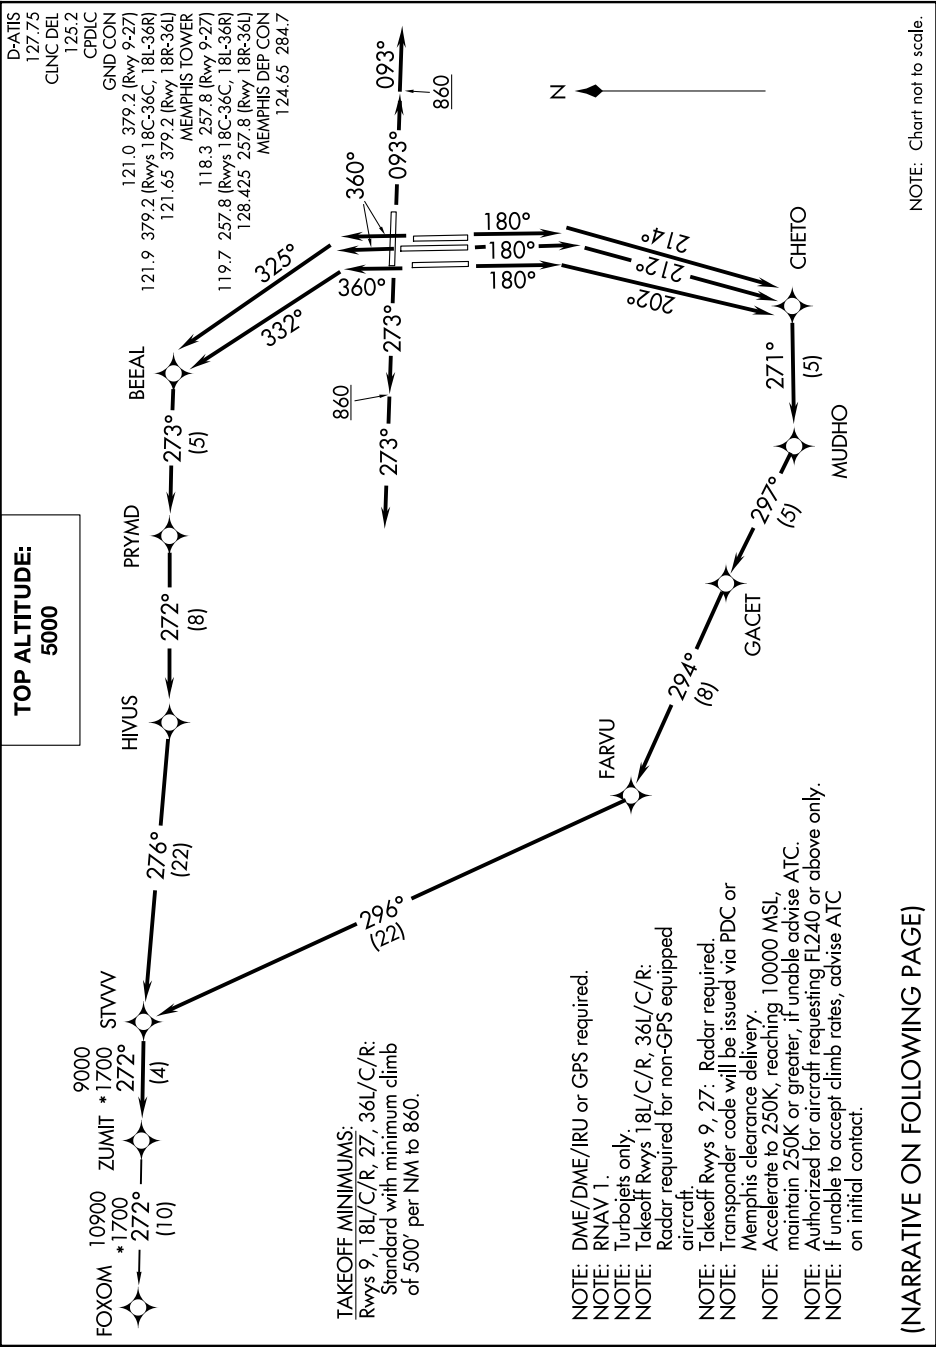 TOP ALTITUDE:
5000
D-ATIS
127.75
CLNC DEL
125.2
CPDLC
GND CON
121.0 379.2 (Rwy 9-27)
121.9 379.2 (Rwys 18C-36C, 18L-36R)
121.65 379.2 (Rwy 18R-36L)
MEMPHIS TOWER
118.3 257.8 (Rwy 9-27)
119.7 257.8 (Rwys 18C-36C, 18L-36R)
128.425 257.8 (Rwy 18R-36L)
MEMPHIS DEP CON
124.65 284.7
FOXOM
10900
*1700
272°
(10)
ZUMIT
9000
*1700
272°
(4)
STVVV
276°
(22)
HIVUS
272°
(8)
PRYMD
273°
(5)
BEEAL
325°
332°
360°
360°
093°
093°
860
273°
273°
860
N
180°
180°
180°
214°
212°
202°
CHETO
271°
(5)
MUDHO
297°
(5)
GACET
294°
(8)
FARVU
296°
(22)
TAKEOFF MINIMUMS:
Rwys 9, 18L/C/R, 27, 36L/C/R:
Standard with minimum climb
of 500' per NM to 860.
NOTE: DME/DME/IRU or GPS required.
NOTE: RNAV 1.
NOTE: Turbojets only.
NOTE: Takeoff Rwys 18L/C/R, 36L/C/R:
Radar required for non-GPS equipped
aircraft.
NOTE: Takeoff Rwys 9, 27: Radar required.
NOTE: Transponder code will be issued via PDC or
Memphis clearance delivery.
NOTE: Accelerate to 250K, reaching 10000 MSL,
maintain 250K or greater, if unable advise ATC.
NOTE: Authorized for aircraft requesting FL240 or above only.
NOTE: If unable to accept climb rates, advise ATC
on initial contact.
(NARRATIVE ON FOLLOWING PAGE)
NOTE: Chart not to scale.